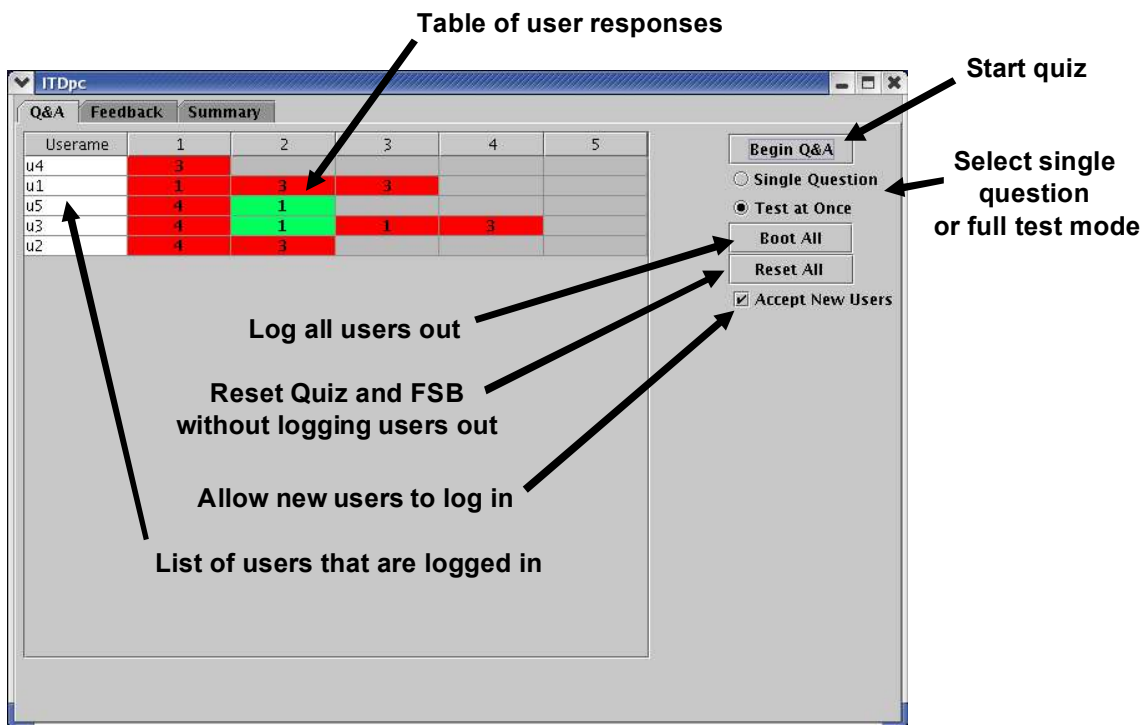 Table of user responses
Start quiz
ITDpc
Q&A Feedback Summary
Userame 1 2 3 4 5
u4 3
u1 1 3 3
u5 4 1
u3 4 1 1 3
u2 4 3
Begin Q&A
Single Question
Test at Once
Boot All
Reset All
Accept New Users
Select single
question
or full test mode
Log all users out
Reset Quiz and FSB
without logging users out
Allow new users to log in
List of users that are logged in